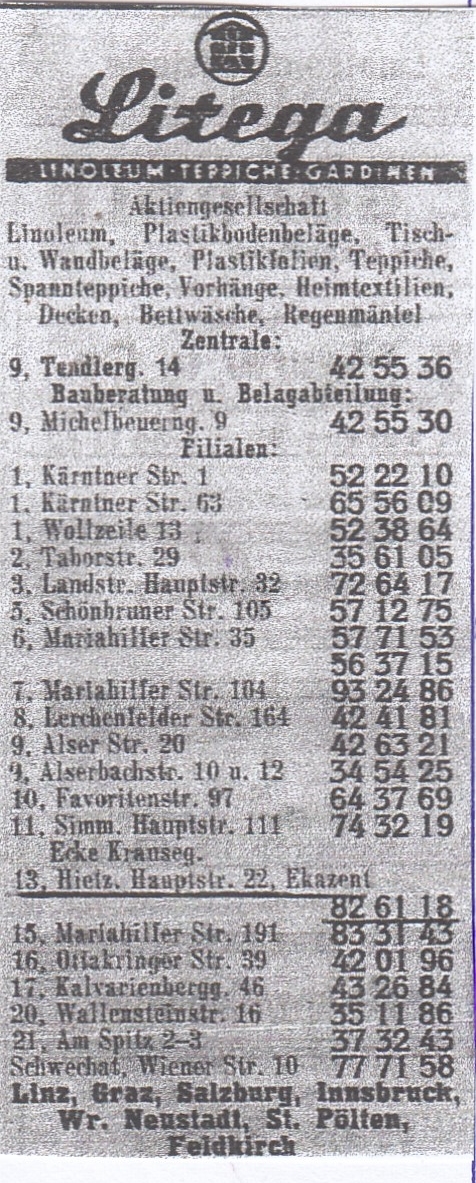 Litega
LINOLEUM·TEPPICHE·GARDINEN
Aktiengesellschaft
Linoleum, Plastikbodenbeläge, Tisch-
u. Wandbeläge, Plastikfolien, Teppiche,
Spannteppiche, Vorhänge, Heimtextilien,
Decken, Bettwäsche, Regenmäntel
Zentrale:
9, Tendlerg. 14 42 55 36
Bauberatung u. Belagabteilung:
9, Michelbeuerng. 9 42 55 30
Filialen:
1, Kärntner Str. 1 52 22 10
1, Kärntner Str. 63 65 56 09
1, Wollzeile 13 52 38 64
2, Taborstr. 29 35 61 05
3, Landstr. Hauptstr. 32 72 64 17
5, Schönbruner Str. 105 57 12 75
6, Mariahilfer Str. 35 57 71 53
56 37 15
7, Mariahilfer Str. 104 93 24 86
8, Lerchenfelder Str. 164 42 41 81
9, Alser Str. 20 42 63 21
9, Alserbachstr. 10 u. 12 34 54 25
10, Favoritenstr. 97 64 37 69
11, Simm. Hauptstr. 111 74 32 19
Ecke Krauseg.
13, Hietz. Hauptstr. 22, Ekazent
82 61 18
15, Mariahilfer Str. 191 83 31 43
16, Ottakringer Str. 39 42 01 96
17, Kalvarienbergg. 46 43 26 84
20, Wallensteinstr. 16 35 11 86
21, Am Spitz 2–3 37 32 43
Schwechat, Wiener Str. 10 77 71 58
Linz, Graz, Salzburg, Innsbruck,
Wr. Neustadt, St. Pölten,
Feldkirch